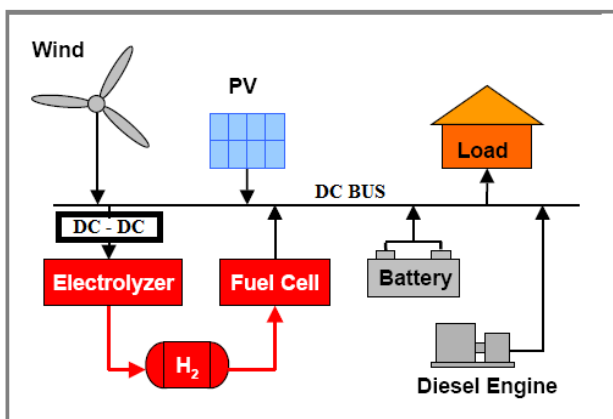 Wind
PV
Load
DC BUS
DC - DC
Electrolyzer
Fuel Cell
Battery
H₂
Diesel Engine